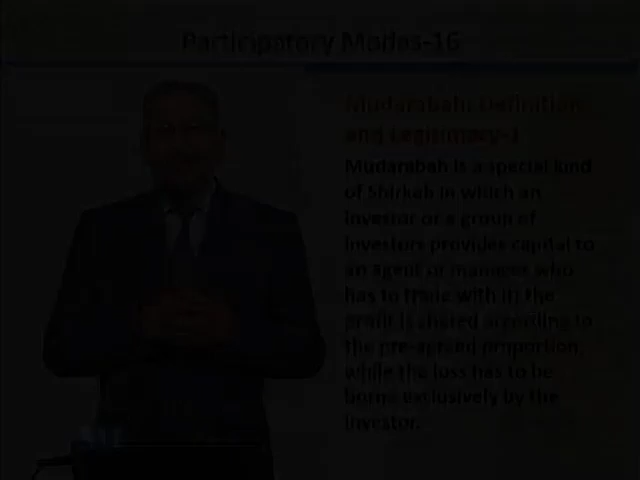 Participatory Modes-16
Mudarabah: Definition
and Legitimacy-1
Mudarabah is a special kind
of Shirkah in which an
investor or a group of
investors provides capital to
an agent or manager who
has to trade with it; the
profit is shared according to
the pre-agreed proportion,
while the loss has to be
borne exclusively by the
investor.